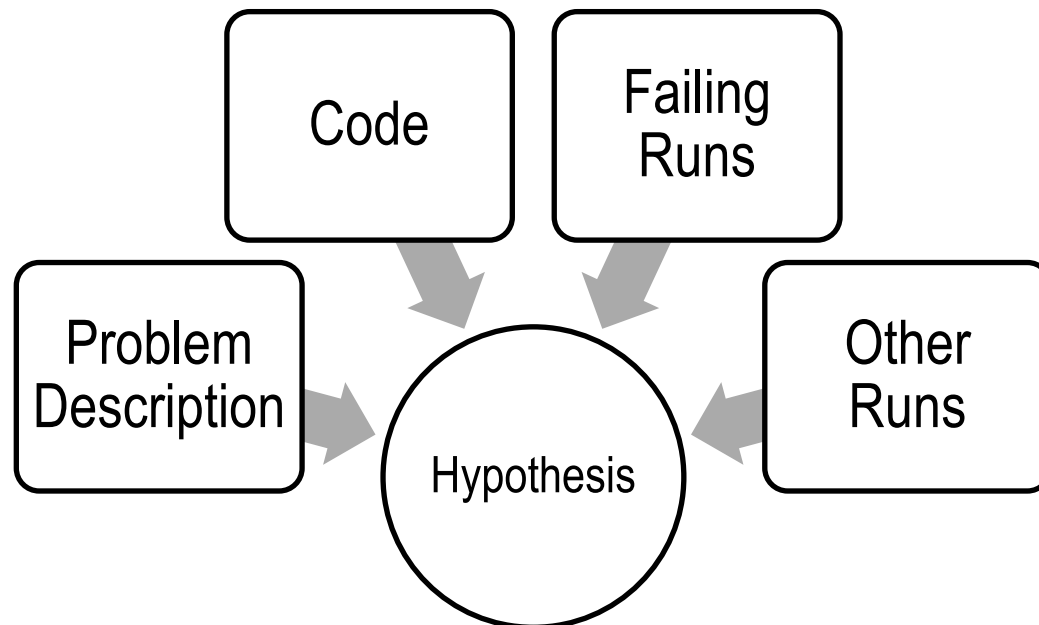 Code
Failing
Runs
Problem
Description
Other
Runs
Hypothesis